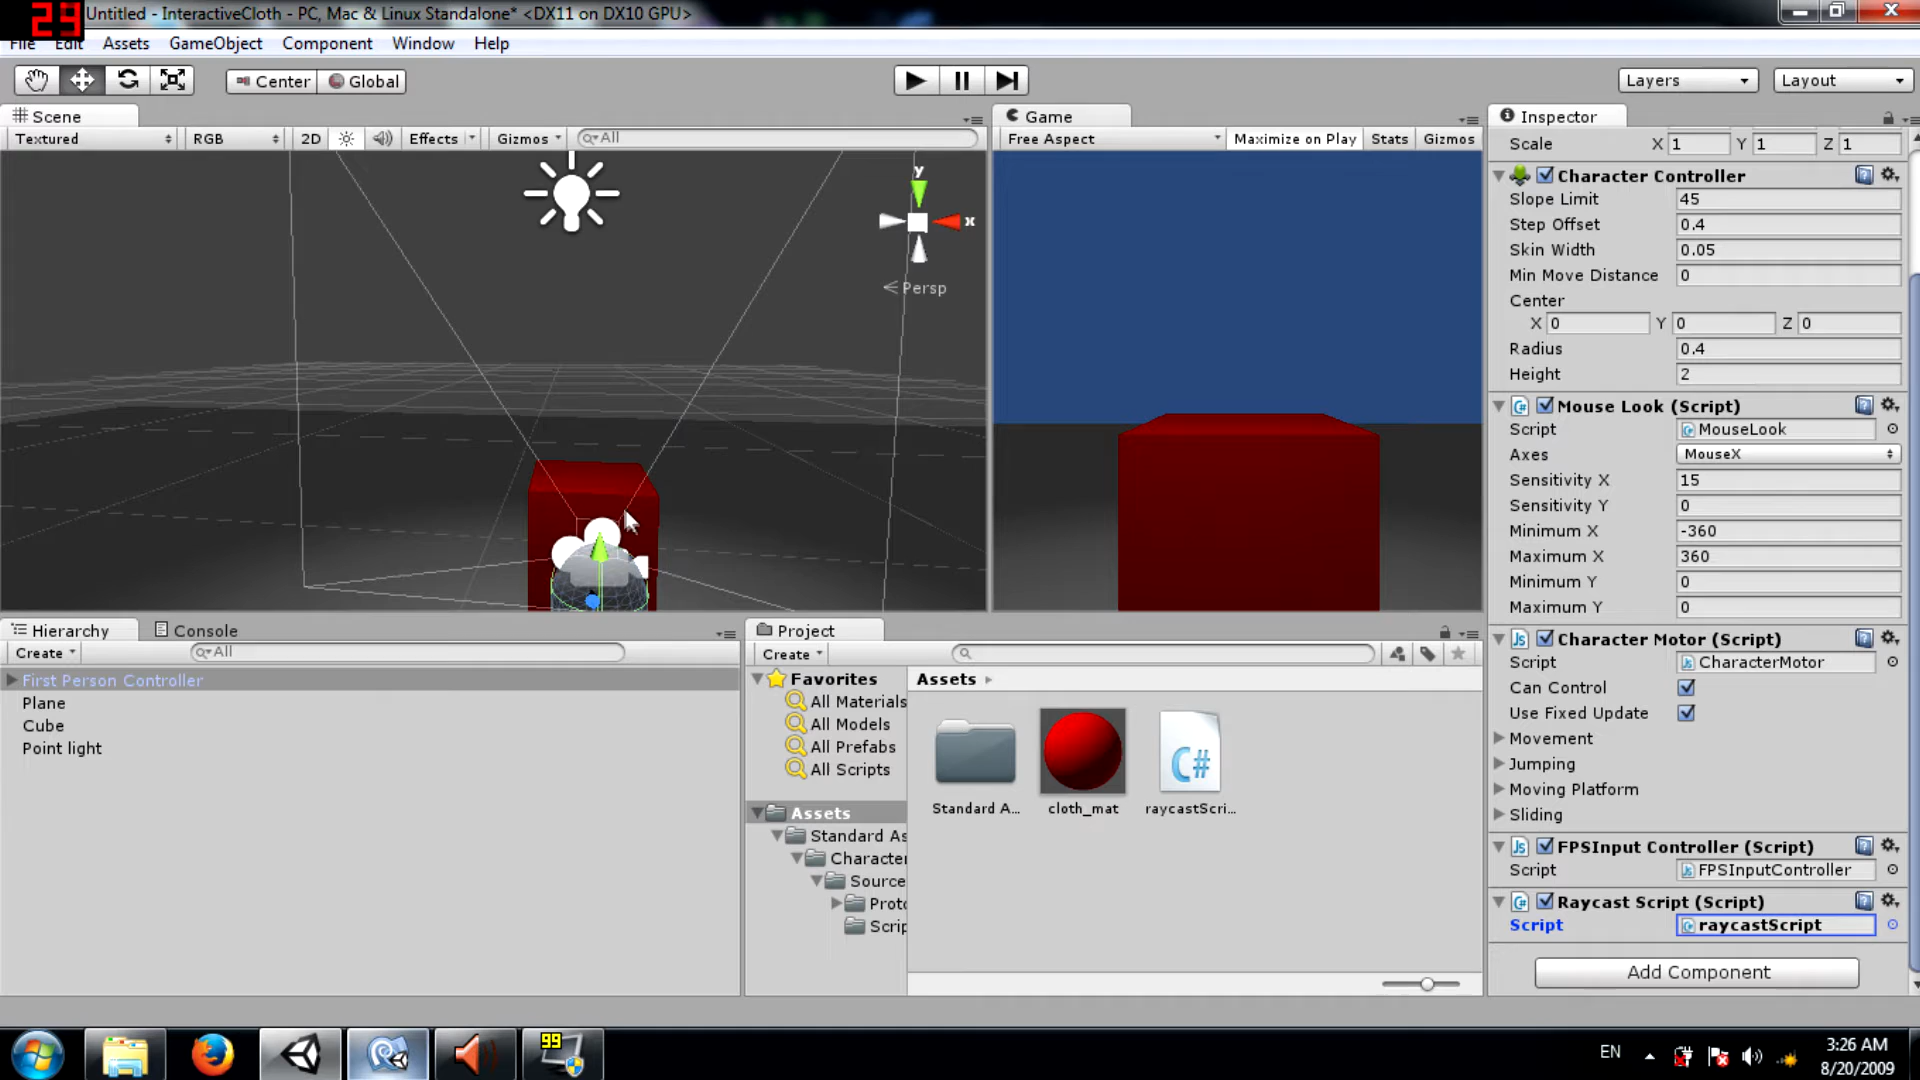 29
Untitled - InteractiveCloth - PC, Mac & Linux Standalone* <DX11 on DX10 GPU>
File Edit Assets GameObject Component Window Help
Center Global Layers Layout
Scene
Textured RGB 2D Effects Gizmos All
y
x
Persp
Game
Free Aspect Maximize on Play Stats Gizmos
Inspector
Scale X 1 Y 1 Z 1
Character Controller
Slope Limit 45
Step Offset 0.4
Skin Width 0.05
Min Move Distance 0
Center
X 0 Y 0 Z 0
Radius 0.4
Height 2
Mouse Look (Script)
Script MouseLook
Axes MouseX
Sensitivity X 15
Sensitivity Y 0
Minimum X -360
Maximum X 360
Minimum Y 0
Maximum Y 0
Character Motor (Script)
Script CharacterMotor
Can Control
Use Fixed Update
Movement
Jumping
Moving Platform
Sliding
FPSInput Controller (Script)
Script FPSInputController
Raycast Script (Script)
Script raycastScript
Add Component
Hierarchy Console
Create All
First Person Controller
Plane
Cube
Point light
Project
Create
Favorites
All Materials
All Models
All Prefabs
All Scripts
Assets
Standard As
Character
Source
Proto
Scrip
Assets
Standard A... cloth_mat raycastScri...
C#
99
EN
3:26 AM
8/20/2009